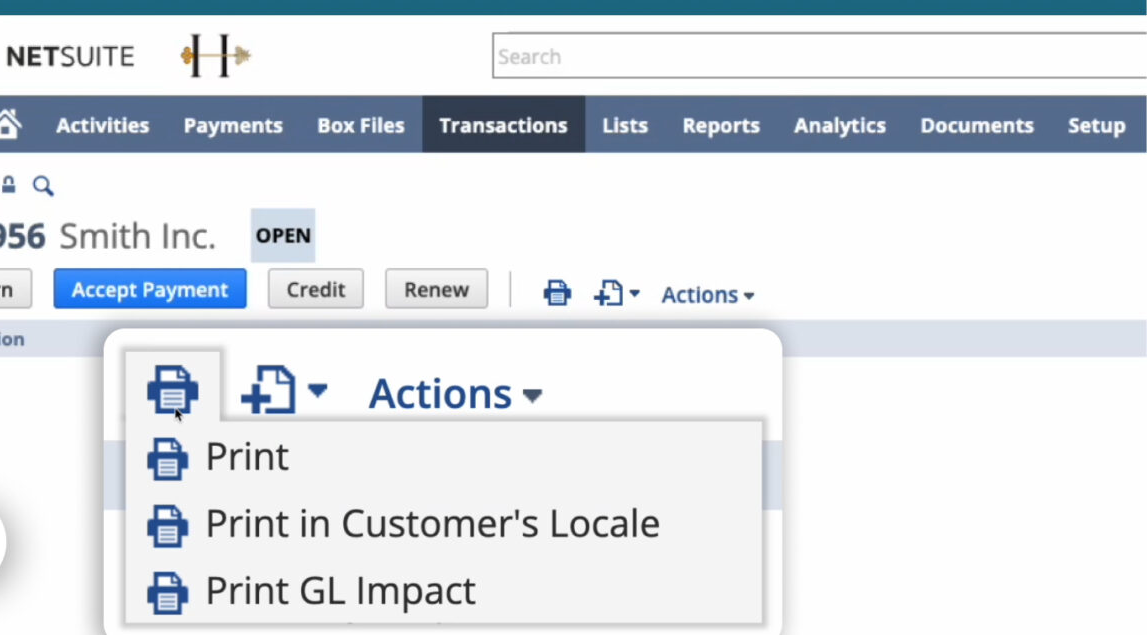 NETSUITE
Search
Activities Payments Box Files Transactions Lists Reports Analytics Documents Setup
956 Smith Inc. OPEN
Accept Payment Credit Renew Actions
Actions
Print
Print in Customer's Locale
Print GL Impact